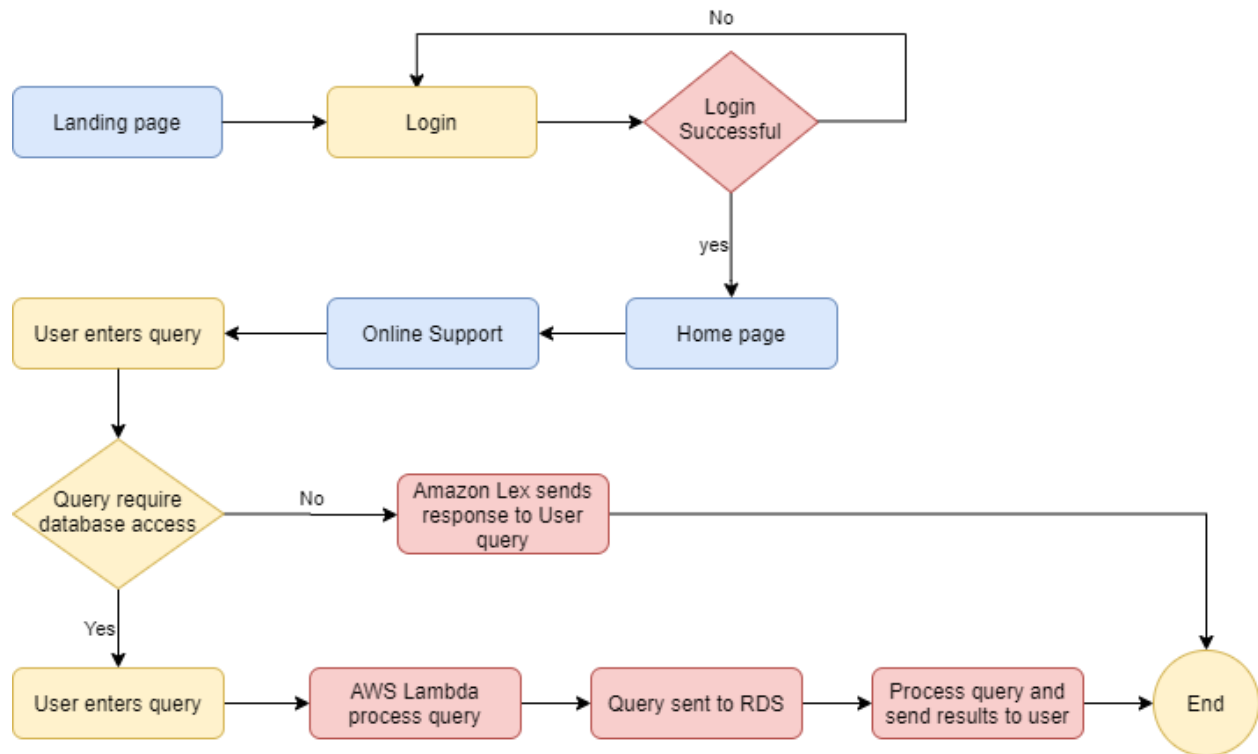 No
Landing page
Login
Login
Successful
yes
User enters query
Online Support
Home page
Query require
database access
No
Amazon Lex sends
response to User
query
Yes
User enters query
AWS Lambda
process query
Query sent to RDS
Process query and
send results to user
End